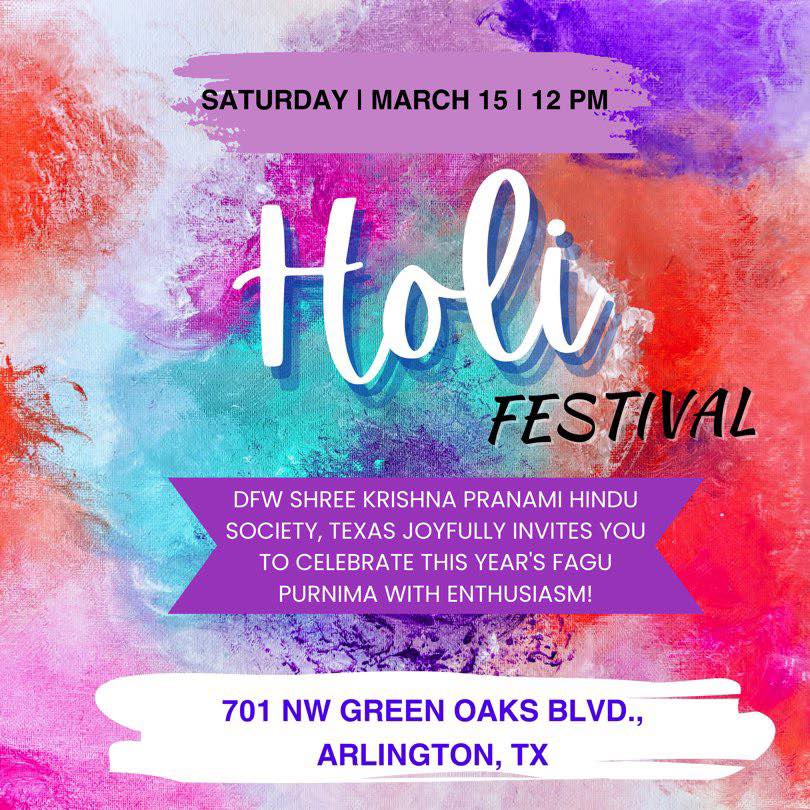 SATURDAY | MARCH 15 | 12 PM
Holi
FESTIVAL
DFW SHREE KRISHNA PRANAMI HINDU
SOCIETY, TEXAS JOYFULLY INVITES YOU
TO CELEBRATE THIS YEAR'S FAGU
PURNIMA WITH ENTHUSIASM!
701 NW GREEN OAKS BLVD.,
ARLINGTON, TX